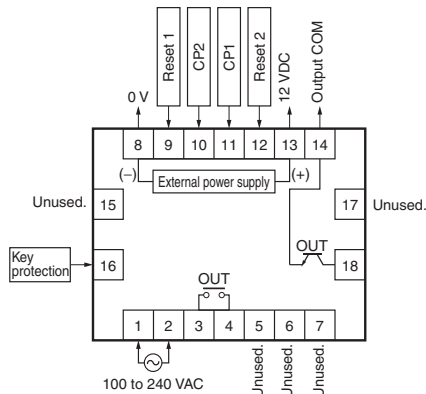 0 V
Reset 1
CP2
CP1
Reset 2
12 VDC
Output COM
8 9 10 11 12 13 14
(−) External power supply (+)
Unused. 15
17 Unused.
Key
protection
16
OUT
18
OUT
1 2 3 4 5 6 7
100 to 240 VAC
Unused.
Unused.
Unused.